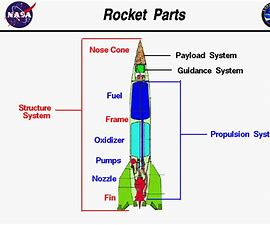 NASA
Rocket Parts
Nose Cone
Payload System
Guidance System
Fuel
Structure
System
Frame
Propulsion Syst
Oxidizer
Pumps
Nozzle
Fin